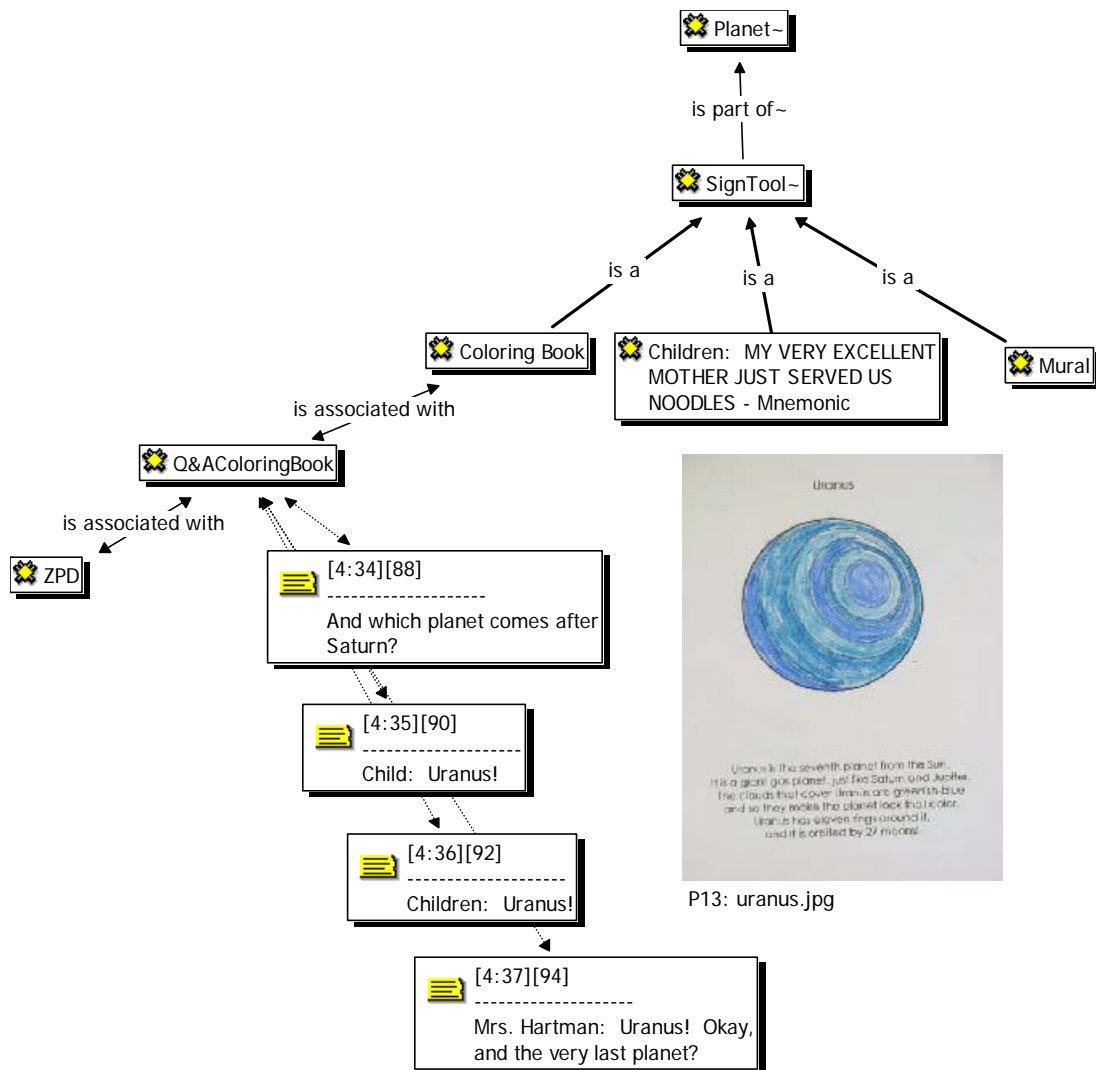 Planet~
is part of~
SignTool~
is a
is a
is a
Coloring Book
Children: MY VERY EXCELLENT
MOTHER JUST SERVED US
NOODLES - Mnemonic
Mural
is associated with
Q&AColoringBook
is associated with
ZPD
[4:34][88]
--------------------
And which planet comes after
Saturn?
[4:35][90]
--------------------
Child: Uranus!
[4:36][92]
--------------------
Children: Uranus!
[4:37][94]
--------------------
Mrs. Hartman: Uranus! Okay,
and the very last planet?
Uranus
Uranus is the seventh planet from the Sun.
It is a giant gas planet, just like Saturn and Jupiter.
The clouds that cover Uranus are greenish-blue
and so they make the planet look that color.
Uranus has eleven rings around it,
and it is orbited by 27 moons!
P13: uranus.jpg